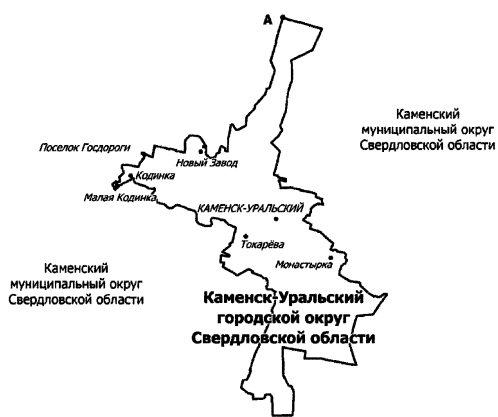 А
Каменский
муниципальный округ
Свердловской области
Поселок Госдороги
Новый Завод
Кодинка
Малая Кодинка
КАМЕНСК-УРАЛЬСКИЙ
Токарёва
Монастырка
Каменский
муниципальный округ
Свердловской области
Каменск-Уральский
городской округ
Свердловской области